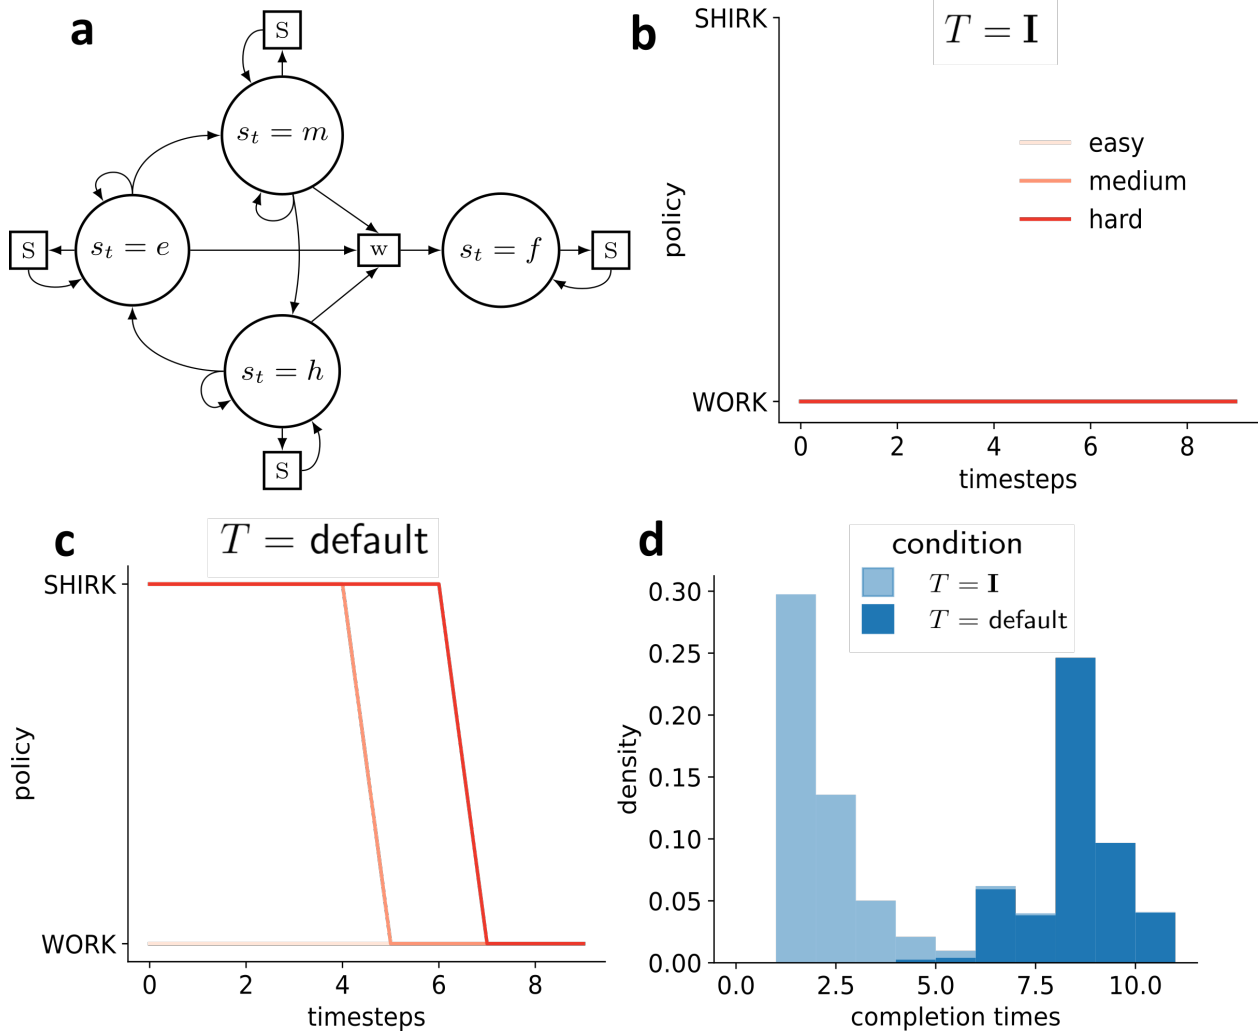 a
S
s_t = m
S
s_t = e
w
s_t = f
S
s_t = h
S
b
T = I
SHIRK
easy
medium
hard
policy
WORK
0 2 4 6 8
timesteps
c
T = default
SHIRK
policy
WORK
0 2 4 6 8
timesteps
d
condition
T = I
T = default
0.30
0.25
0.20
0.15
0.10
0.05
0.00
density
0.0 2.5 5.0 7.5 10.0
completion times